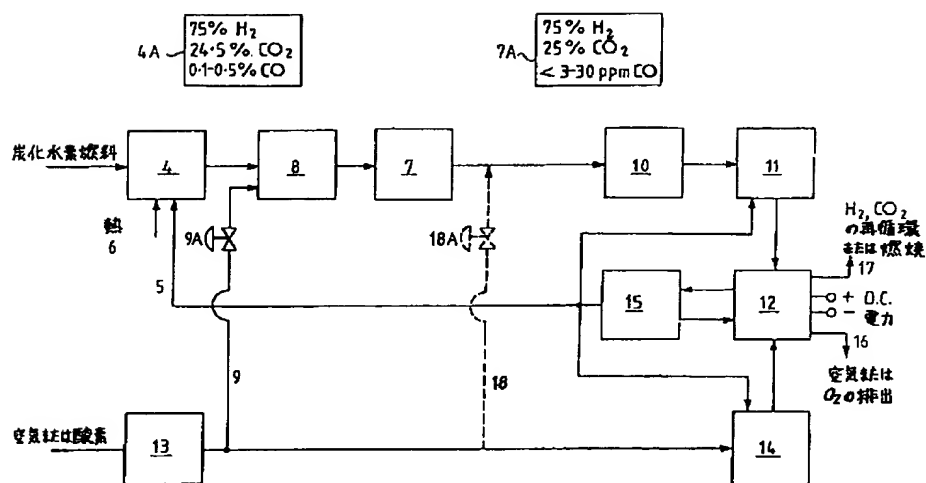 75% H₂
24·5% CO₂
0·1-0·5% CO
4A
75% H₂
25% CO₂
< 3-30 ppm CO
7A
炭化水素燃料
4
8
7
10
11
熱
6
9A
18A
H₂, CO₂
の再循環
または燃焼
17
5
15
12
+ D.C.
− 電力
16
空気または
O₂の排出
9
18
空気または酸素
13
14